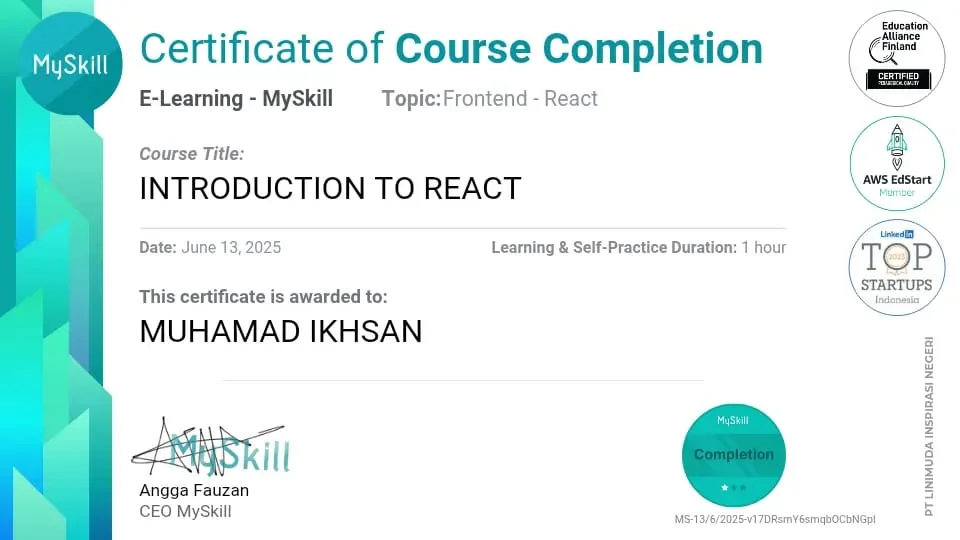 MySkill
Certificate of Course Completion
E-Learning - MySkill Topic:Frontend - React
Course Title:
INTRODUCTION TO REACT
Date: June 13, 2025 Learning & Self-Practice Duration: 1 hour
This certificate is awarded to:
MUHAMAD IKHSAN
MySkill
Angga Fauzan
CEO MySkill
MySkill
Completion
MS-13/6/2025-v17DRsmY6smqbOCbNGpI
Education
Alliance
Finland
CERTIFIED
PEDAGOGICAL QUALITY
AWS EdStart
Member
LinkedIn
TOP
2023
STARTUPS
Indonesia
PT LINIMUDA INSPIRASI NEGERI